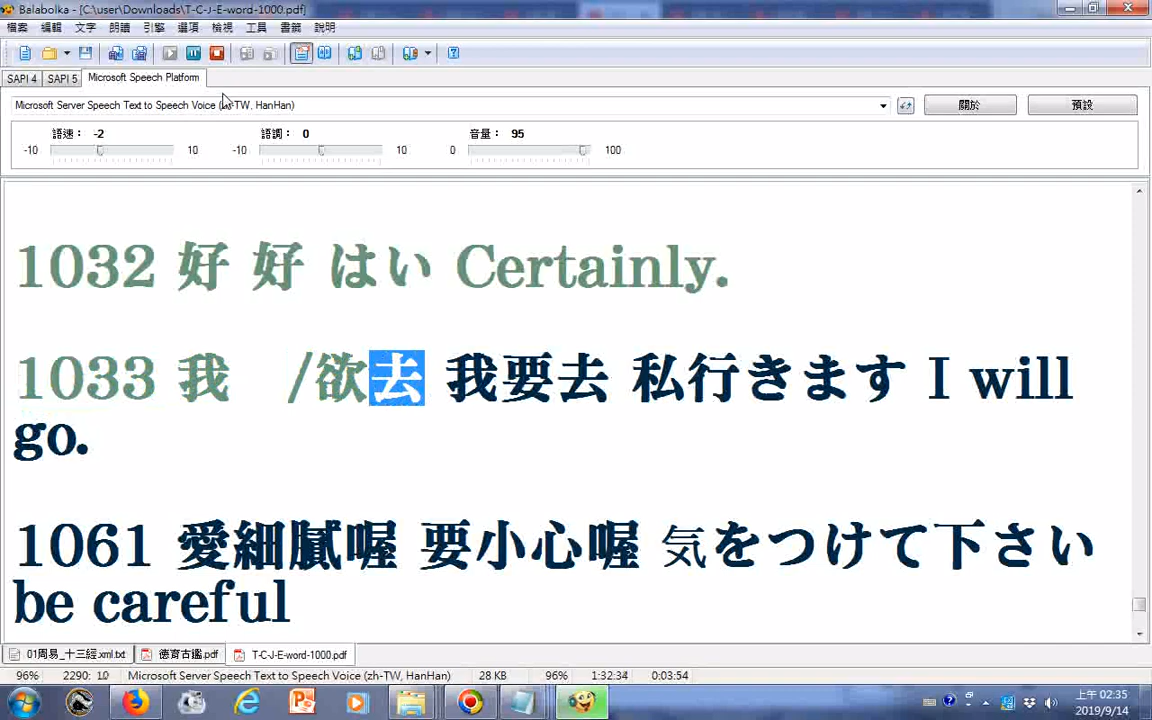 Balabolka - [C:\user\Downloads\T-C-J-E-word-1000.pdf]
檔案 編輯 文字 朗讀 引擎 選項 檢視 工具 書籤 說明
SAPI 4 SAPI 5 Microsoft Speech Platform
Microsoft Server Speech Text to Speech Voice (zh-TW, HanHan) 關於 預設
語速： -2 語調： 0 音量： 95
-10 10 -10 10 0 100
1032 好 好 はい Certainly.
1033 我 /欲去 我要去 私行きます I will
go.
1061 愛細膩喔 要小心喔 気をつけて下さい
be careful
01周易_十三經.xml.txt 德育古鑑.pdf T-C-J-E-word-1000.pdf
96% 2290: 10 Microsoft Server Speech Text to Speech Voice (zh-TW, HanHan) 28 KB 96% 1:32:34 0:03:54
上午 02:35
2019/9/14